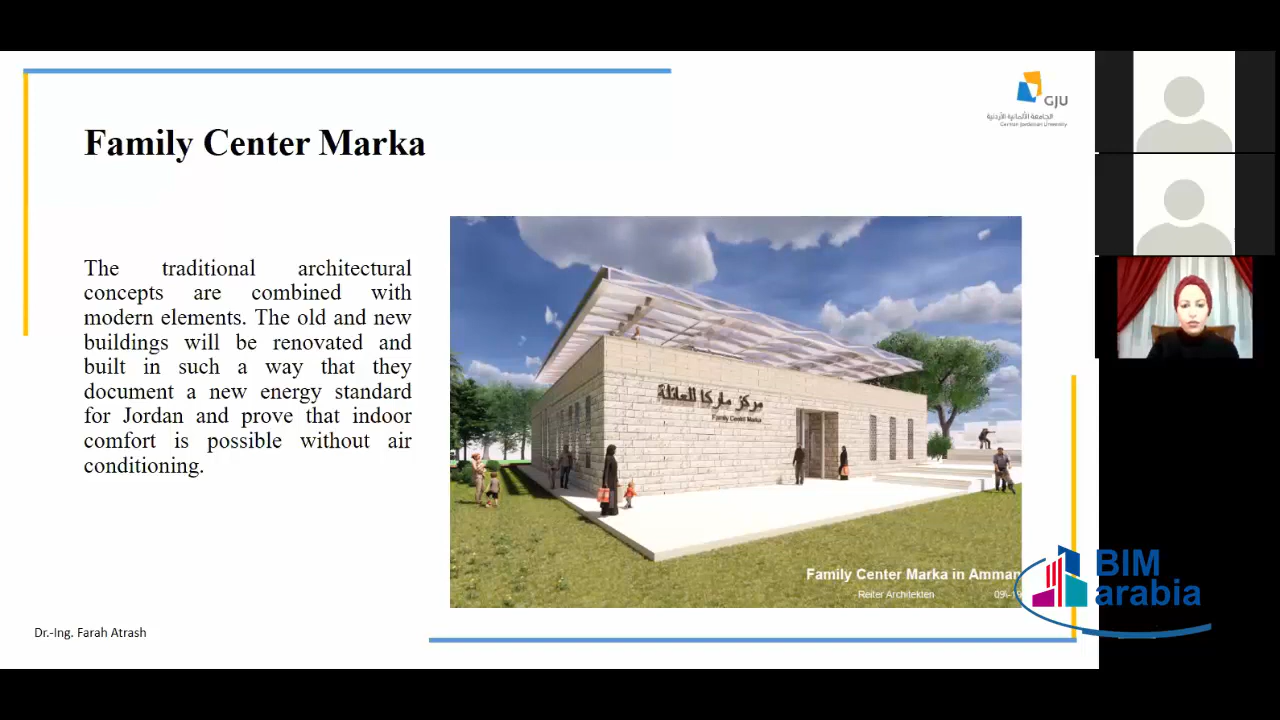 GJU
الجامعة الألمانية الأردنية
German Jordanian University
Family Center Marka
The traditional architectural
concepts are combined with
modern elements. The old and new
buildings will be renovated and
built in such a way that they
document a new energy standard
for Jordan and prove that indoor
comfort is possible without air
conditioning.
مركز ماركا للعائلة
Family Center Marka
Family Center Marka in Amman
- Reiter Architekten
BIM
arabia
Dr.-Ing. Farah Atrash